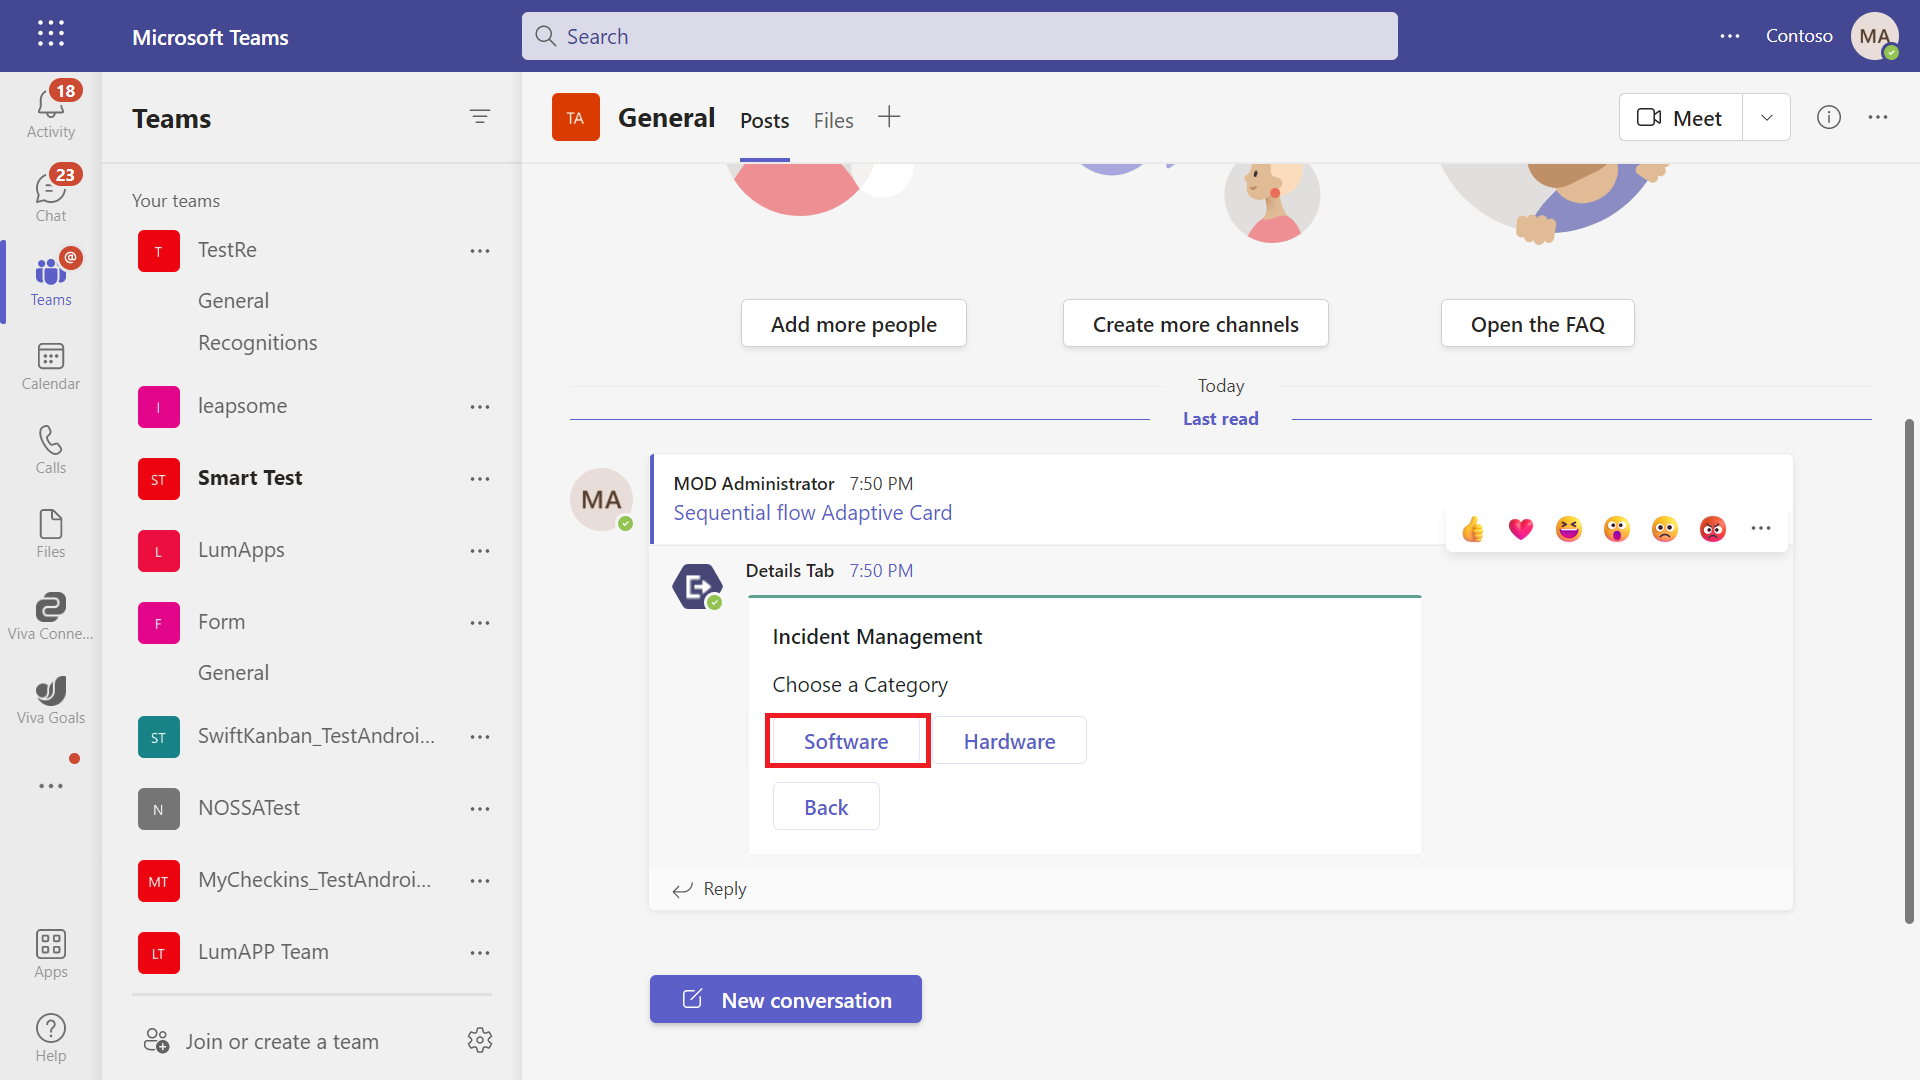 Microsoft Teams
Search
Contoso
MA
18
Activity
23
Chat
@
Teams
Calendar
Calls
Files
Viva Conne...
Viva Goals
Apps
Help
Teams
Your teams
T
TestRe
General
Recognitions
l
leapsome
ST
Smart Test
L
LumApps
F
Form
General
ST
SwiftKanban_TestAndroi...
N
NOSSATest
MT
MyCheckins_TestAndroi...
LT
LumAPP Team
Join or create a team
TA
General
Posts
Files
Meet
Add more people
Create more channels
Open the FAQ
Today
Last read
MA
MOD Administrator 7:50 PM
Sequential flow Adaptive Card
Details Tab 7:50 PM
Incident Management
Choose a Category
Software
Hardware
Back
Reply
New conversation